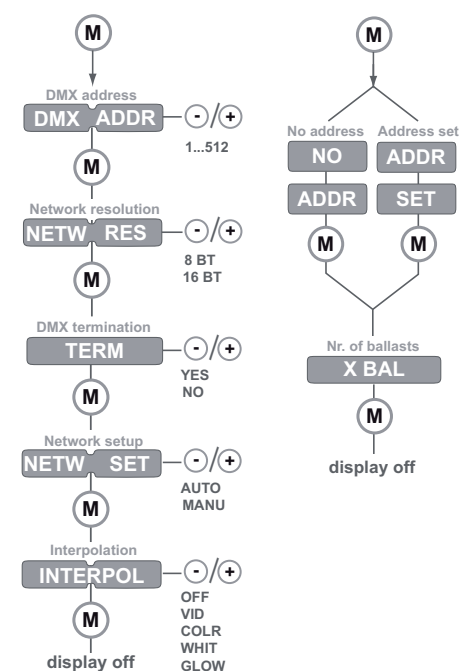 M
DMX address
DMX ADDR
-/+
1...512
M
Network resolution
NETW RES
-/+
8 BT
16 BT
M
DMX termination
TERM
-/+
YES
NO
M
Network setup
NETW SET
-/+
AUTO
MANU
M
Interpolation
INTERPOL
-/+
OFF
VID
COLR
WHIT
GLOW
M
display off
M
No address
NO
ADDR
M
Address set
ADDR
SET
M
Nr. of ballasts
X BAL
M
display off